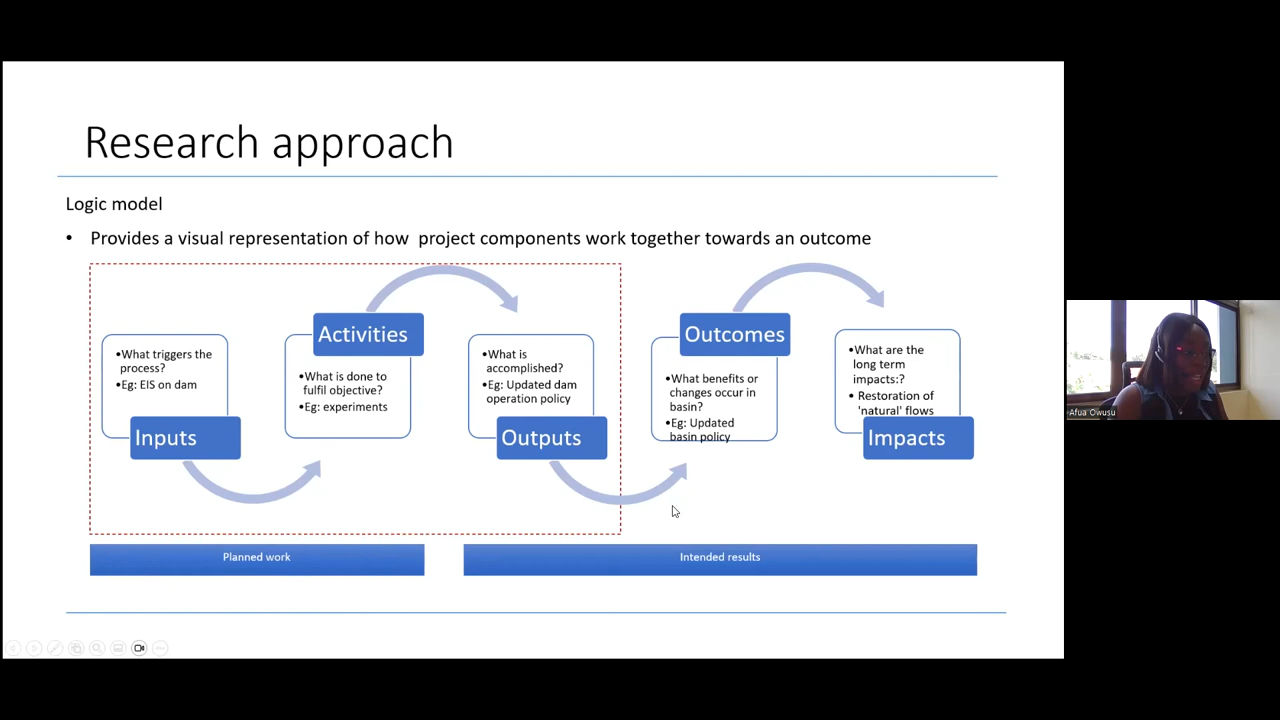 Research approach
Logic model
• Provides a visual representation of how project components work together towards an outcome
•What triggers the
process?
•Eg: EIS on dam
Inputs
Activities
•What is done to
fulfil objective?
•Eg: experiments
•What is
accomplished?
•Eg: Updated dam
operation policy
Outputs
Outcomes
•What benefits or
changes occur in
basin?
•Eg: Updated
basin policy
•What are the
long term
impacts:?
• Restoration of
'natural' flows
Impacts
Planned work
Intended results
Afua Owusu